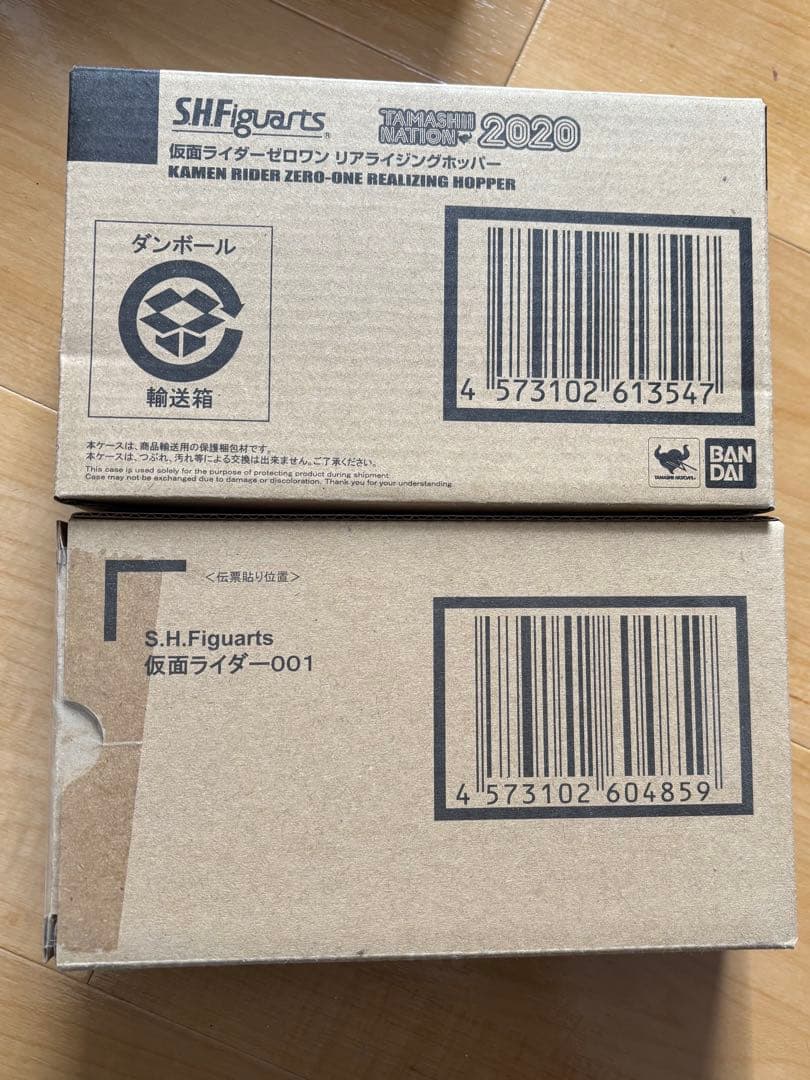 S.H.Figuarts
TAMASHII NATION 2020
仮面ライダーゼロワン リアライジングホッパー
KAMEN RIDER ZERO-ONE REALIZING HOPPER
ダンボール
輸送箱
4 573102 613547
本ケースは、商品輸送用の保護梱包材です。
本ケースは、つぶれ、汚れ等による交換は出来ません。ご了承ください。
This case is used solely for the purpose of protecting product during shipment.
Case may not be exchanged due to damage or discoloration. Thank you for your understanding
TAMASHII NATIONS
BAN
DAI
<伝票貼り位置>
S.H.Figuarts
仮面ライダー001
4 573102 604859